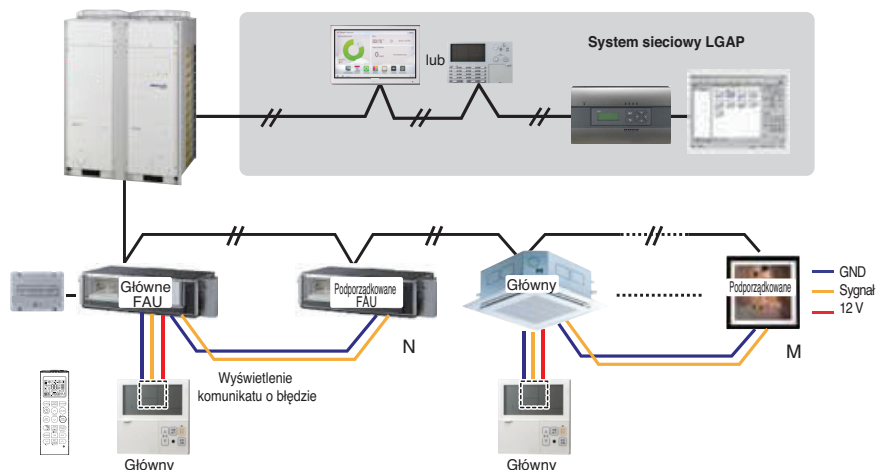 lub
System sieciowy LGAP
Główne
FAU
Podporządkowane
FAU
Główny
Podporządkowane
GND
Sygnał
12 V
N
M
Wyświetlenie
komunikatu o błędzie
Główny
Główny